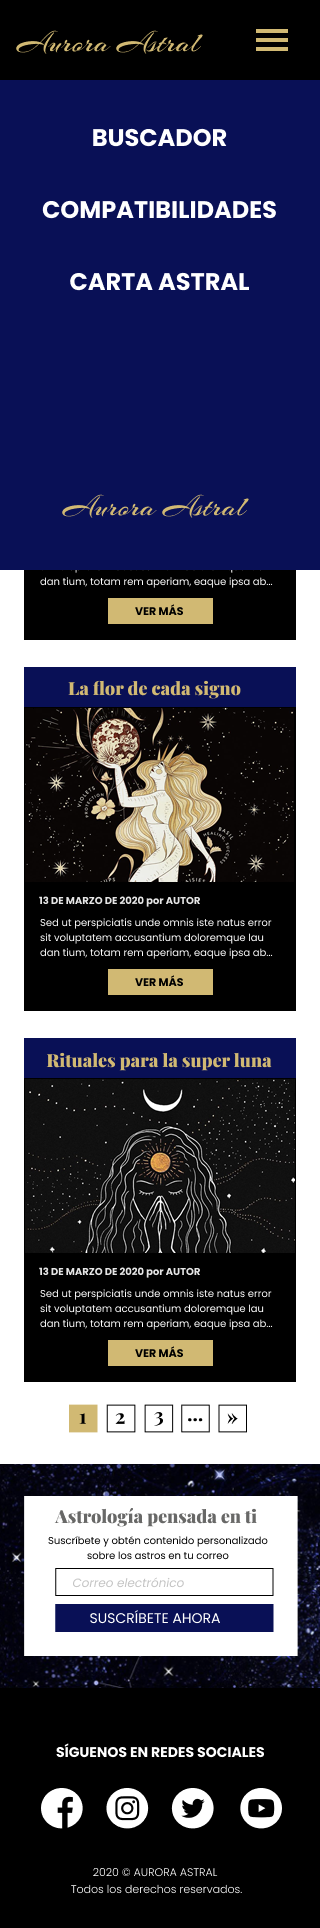 Aurora Astral
BUSCADOR
COMPATIBILIDADES
CARTA ASTRAL
Aurora Astral
dan tium, totam rem aperiam, eaque ipsa ab...
VER MÁS
La flor de cada signo
VIOLETS
PROTECTION
BASIL
HEALING SUCCESS
13 DE MARZO DE 2020 por AUTOR
Sed ut perspiciatis unde omnis iste natus error
sit voluptatem accusantium doloremque lau
dan tium, totam rem aperiam, eaque ipsa ab...
VER MÁS
Rituales para la super luna
13 DE MARZO DE 2020 por AUTOR
Sed ut perspiciatis unde omnis iste natus error
sit voluptatem accusantium doloremque lau
dan tium, totam rem aperiam, eaque ipsa ab...
VER MÁS
1 2 3 ... »
Astrología pensada en ti
Suscríbete y obtén contenido personalizado
sobre los astros en tu correo
Correo electrónico
SUSCRÍBETE AHORA
SÍGUENOS EN REDES SOCIALES
2020 © AURORA ASTRAL
Todos los derechos reservados.